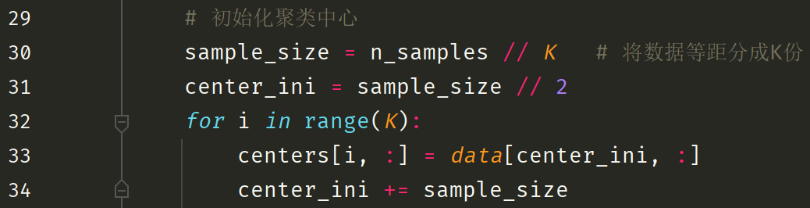 29 # 初始化聚类中心
30 sample_size = n_samples // K # 将数据等距分成K份
31 center_ini = sample_size // 2
32 for i in range(K):
33 centers[i, :] = data[center_ini, :]
34 center_ini += sample_size